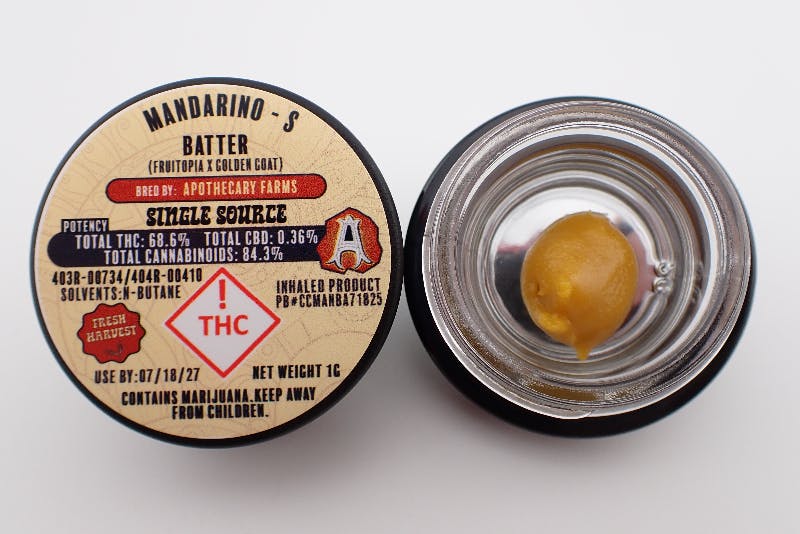 MANDARINO - S
BATTER
(FRUITOPIA X GOLDEN GOAT)
BRED BY: APOTHECARY FARMS
SINGLE SOURCE
POTENCY
TOTAL THC: 68.6% TOTAL CBD: 0.36%
TOTAL CANNABINOIDS: 84.3%
A
403R-00734/404R-00410
SOLVENTS:N-BUTANE
INHALED PRODUCT
PB#CCMANBA71825
!
THC
FRESH
HARVEST
USE BY:07/18/27
NET WEIGHT 1G
CONTAINS MARIJUANA.KEEP AWAY
FROM CHILDREN.